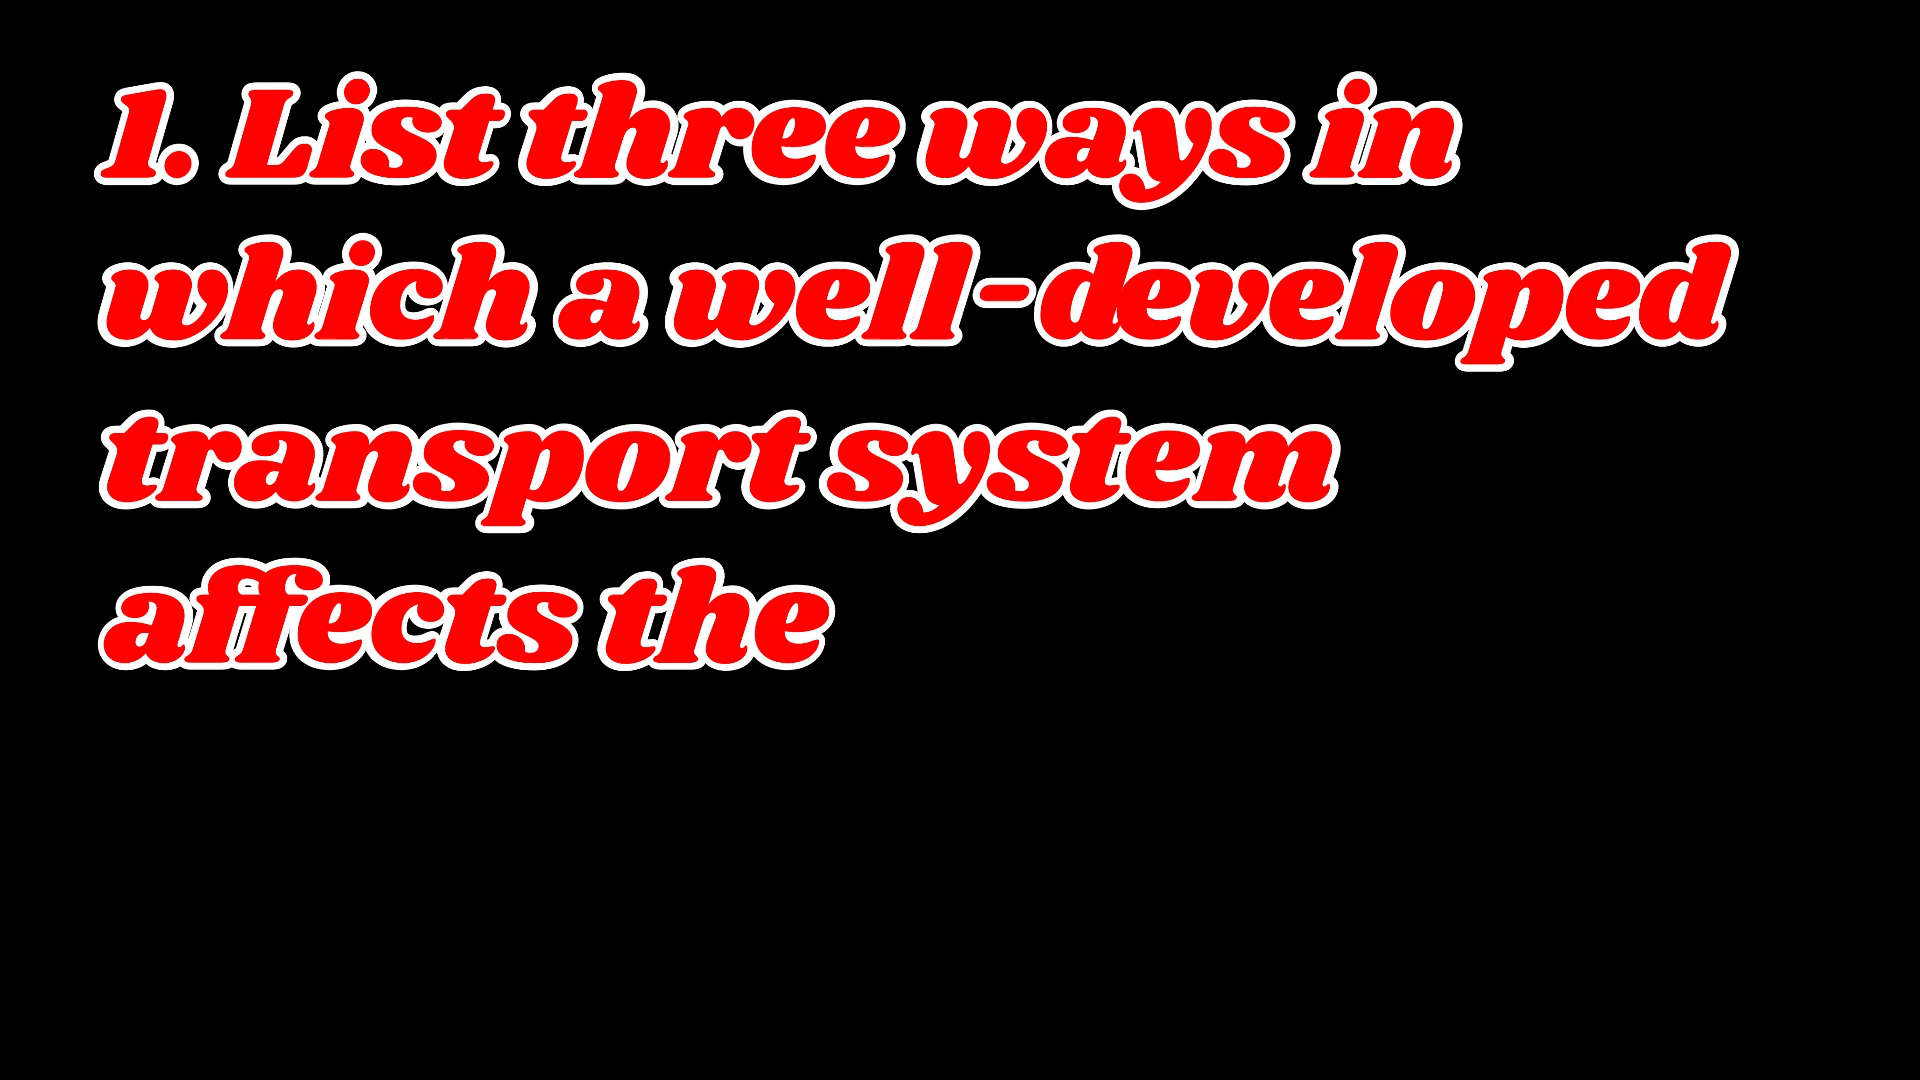 1. List three ways in
which a well-developed
transport system
affects the